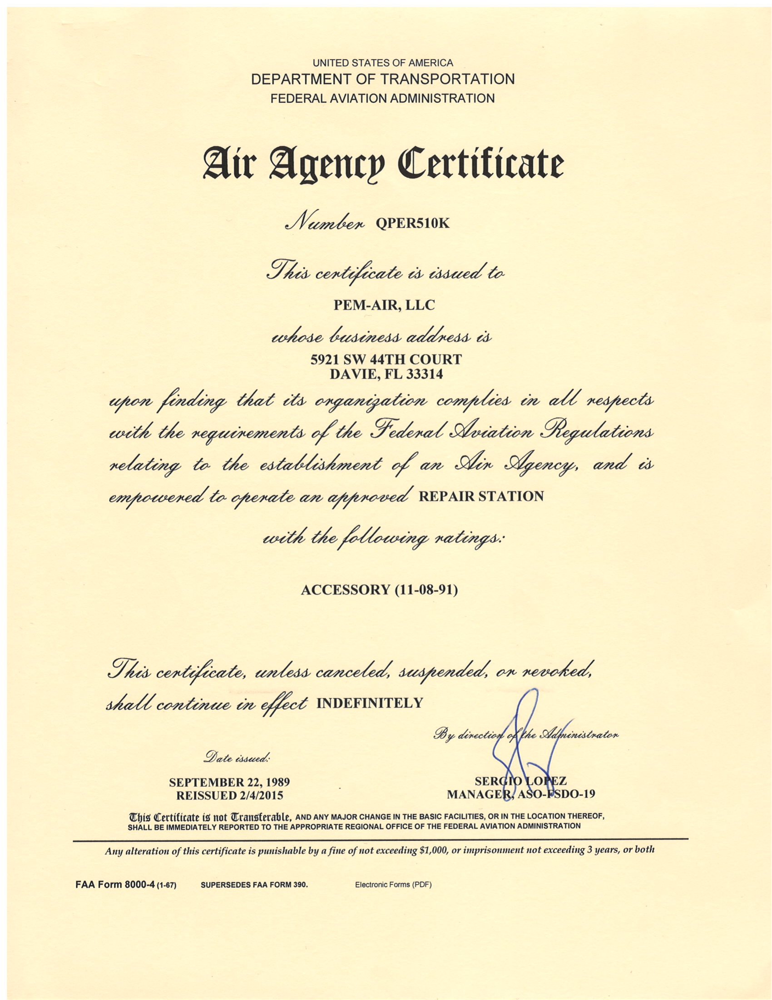 UNITED STATES OF AMERICA
DEPARTMENT OF TRANSPORTATION
FEDERAL AVIATION ADMINISTRATION
Air Agency Certificate
Number QPER510K
This certificate is issued to
PEM-AIR, LLC
whose business address is
5921 SW 44TH COURT
DAVIE, FL 33314
upon finding that its organization complies in all respects
with the requirements of the Federal Aviation Regulations
relating to the establishment of an Air Agency, and is
empowered to operate an approved REPAIR STATION
with the following ratings:
ACCESSORY (11-08-91)
This certificate, unless canceled, suspended, or revoked,
shall continue in effect INDEFINITELY
By direction of the Administrator
Date issued:
SEPTEMBER 22, 1989
REISSUED 2/4/2015
SERGIO LOPEZ
MANAGER, ASO-FSDO-19
This Certificate is not Transferable, AND ANY MAJOR CHANGE IN THE BASIC FACILITIES, OR IN THE LOCATION THEREOF,
SHALL BE IMMEDIATELY REPORTED TO THE APPROPRIATE REGIONAL OFFICE OF THE FEDERAL AVIATION ADMINISTRATION
Any alteration of this certificate is punishable by a fine of not exceeding $1,000, or imprisonment not exceeding 3 years, or both
FAA Form 8000-4 (1-67) SUPERSEDES FAA FORM 390. Electronic Forms (PDF)